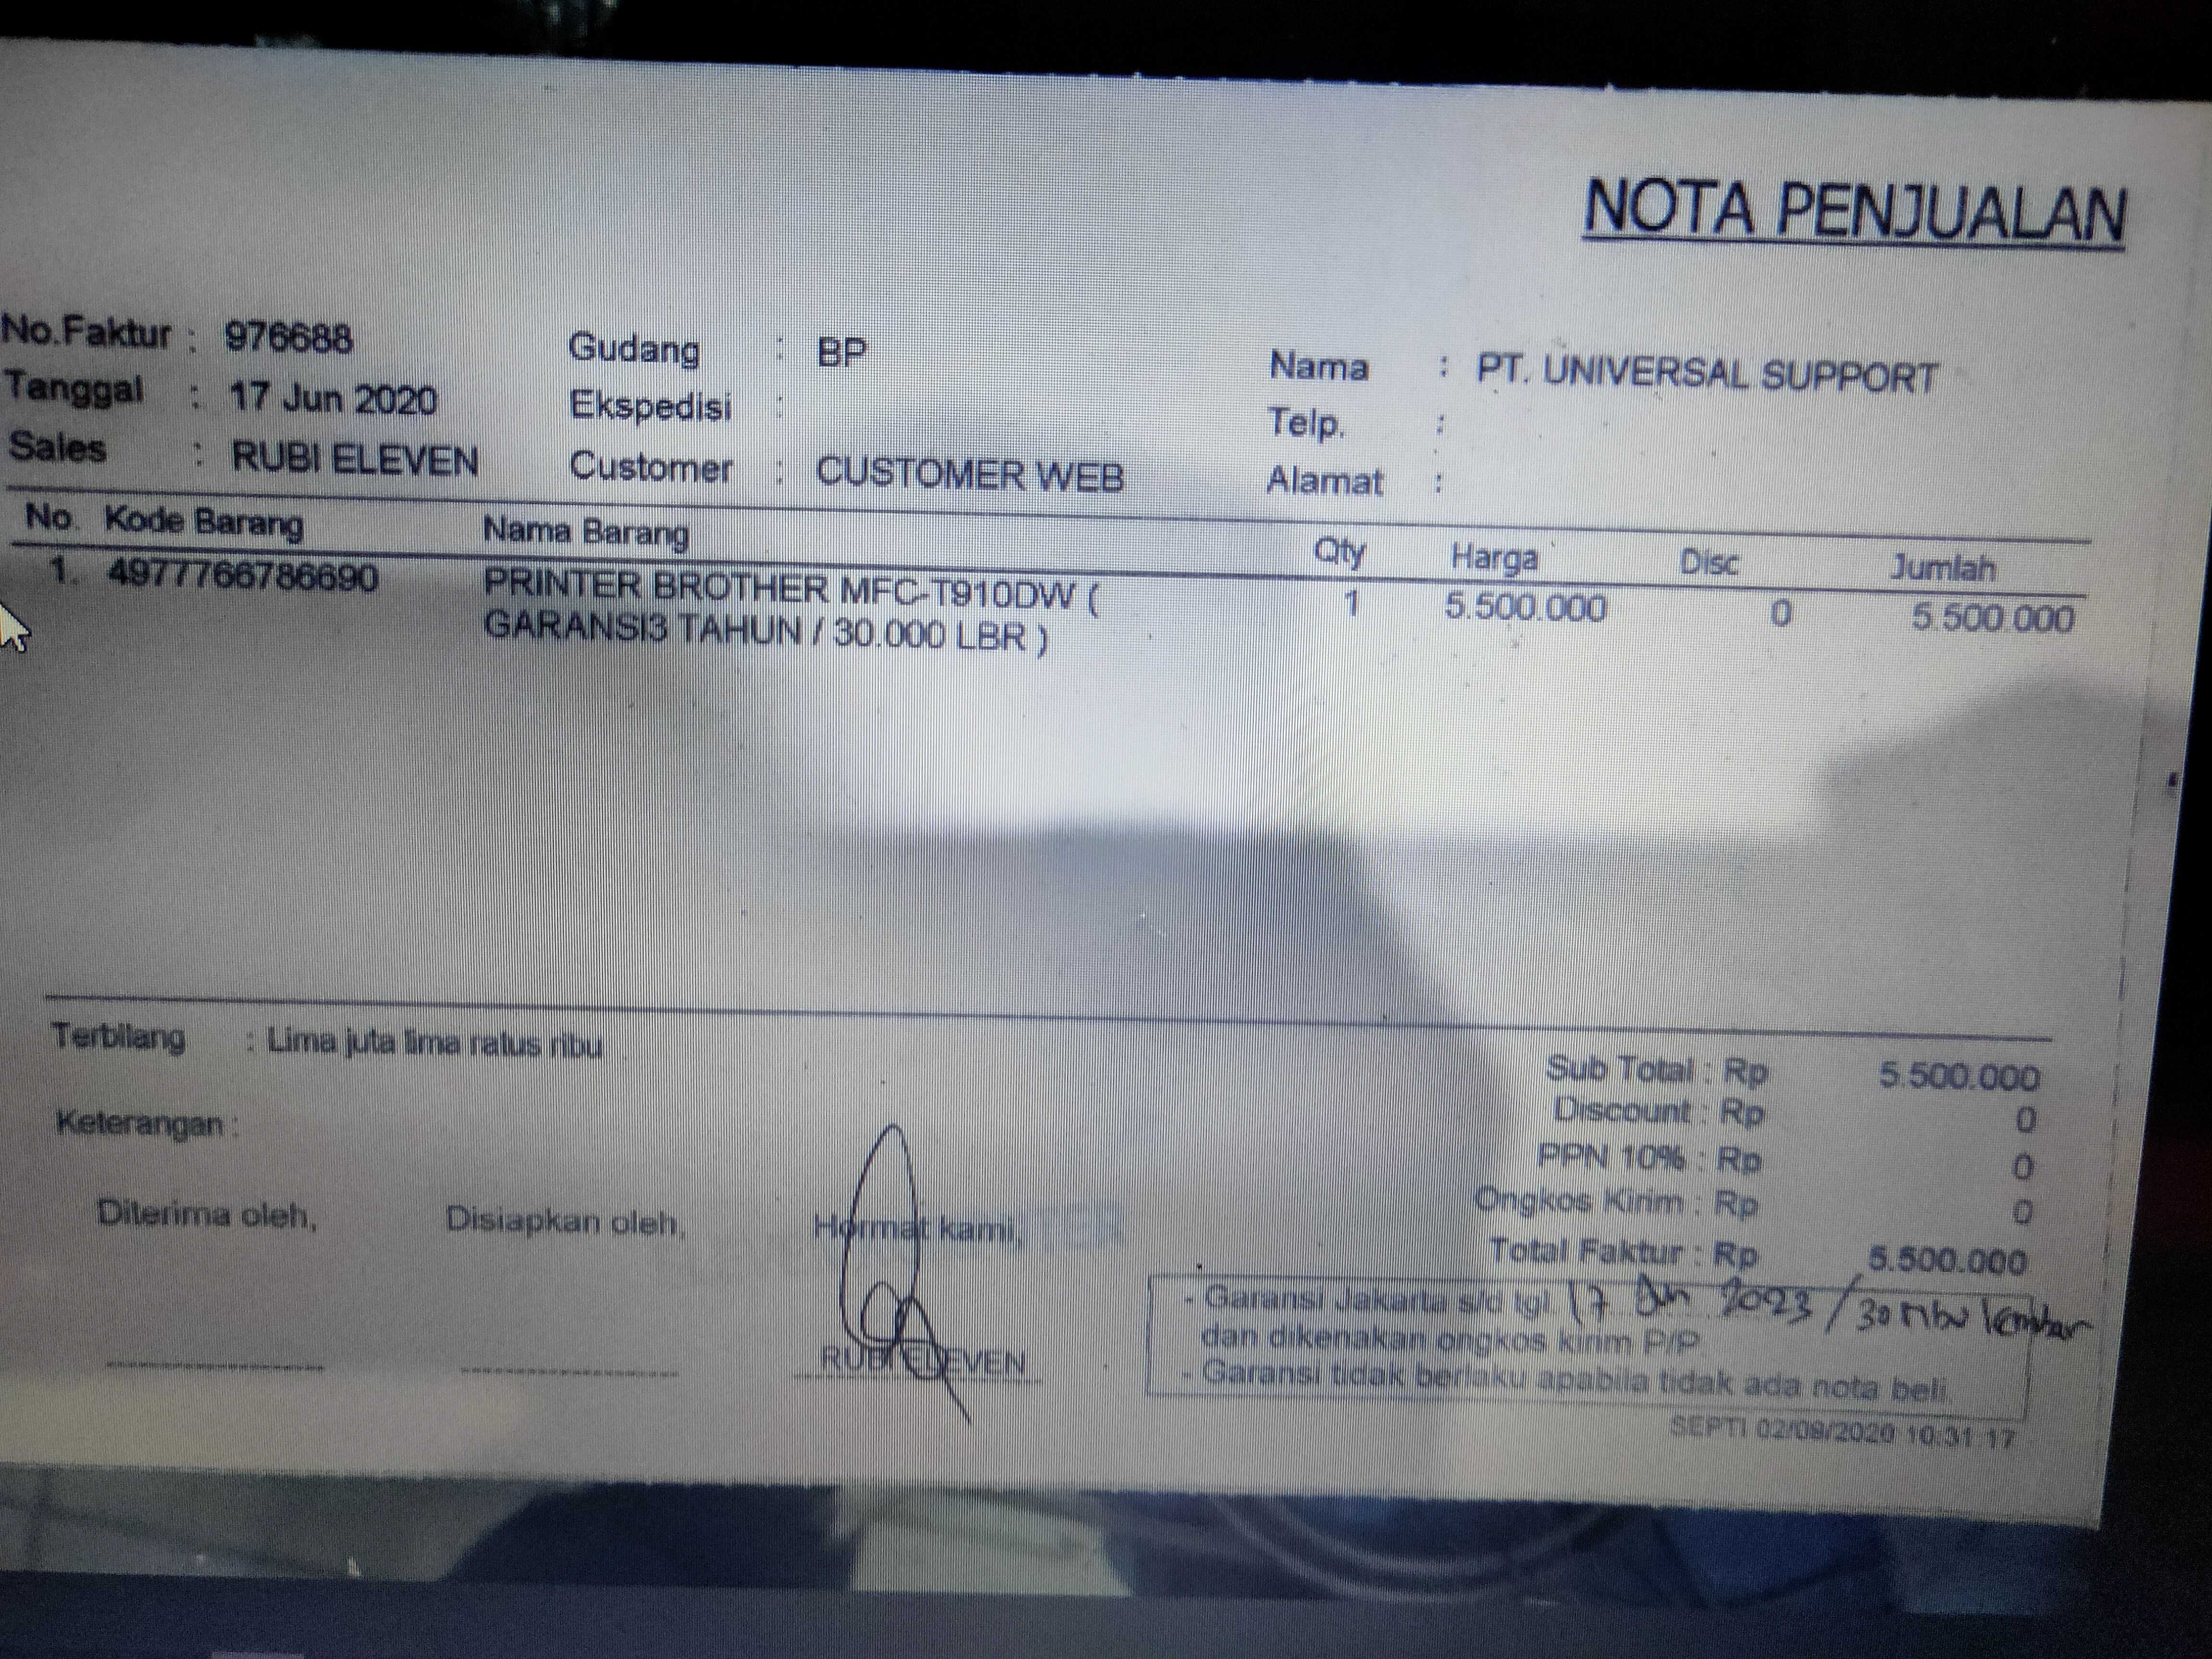 NOTA PENJUALAN
No.Faktur : 976688 Gudang : BP Nama : PT. UNIVERSAL SUPPORT
Tanggal : 17 Jun 2020 Ekspedisi : Telp. :
Sales : RUBI ELEVEN Customer : CUSTOMER WEB Alamat :
No. Kode Barang Nama Barang Qty Harga Disc Jumlah
1. 4977766786690 PRINTER BROTHER MFC-T910DW ( 1 5.500.000 0 5.500.000
GARANSI3 TAHUN / 30.000 LBR )
Terbilang : Lima juta lima ratus ribu
Sub Total : Rp 5.500.000
Discount : Rp 0
PPN 10% : Rp 0
Ongkos Kirim : Rp 0
Total Faktur : Rp 5.500.000
Keterangan :
Diterima oleh, Disiapkan oleh, Hormat kami,
RUBI ELEVEN
- Garansi Jakarta s/d tgl 17 Jun 2023 / 30 ribu lembar
dan dikenakan ongkos kirim P/P
- Garansi tidak berlaku apabila tidak ada nota beli.
SEPTI 02/09/2020 10:31:17